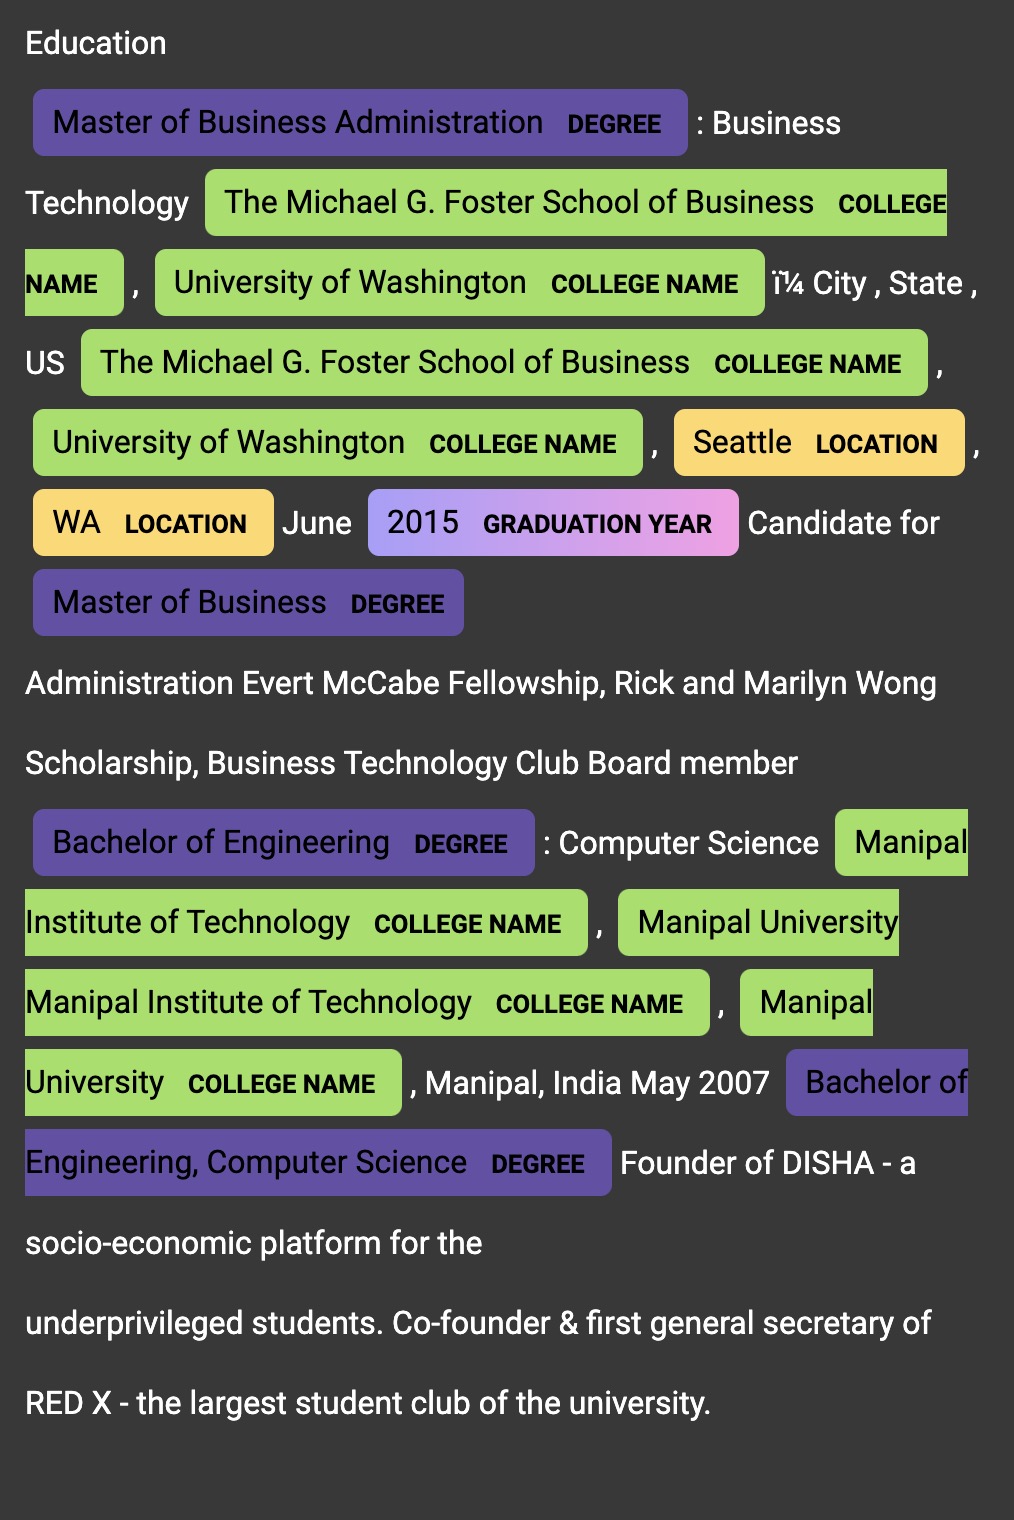 Education
Master of Business Administration DEGREE : Business
Technology The Michael G. Foster School of Business COLLEGE
NAME , University of Washington COLLEGE NAME ï¼ City , State ,
US The Michael G. Foster School of Business COLLEGE NAME ,
University of Washington COLLEGE NAME , Seattle LOCATION ,
WA LOCATION June 2015 GRADUATION YEAR Candidate for
Master of Business DEGREE
Administration Evert McCabe Fellowship, Rick and Marilyn Wong
Scholarship, Business Technology Club Board member
Bachelor of Engineering DEGREE : Computer Science Manipal
Institute of Technology COLLEGE NAME , Manipal University
Manipal Institute of Technology COLLEGE NAME , Manipal
University COLLEGE NAME , Manipal, India May 2007 Bachelor of
Engineering, Computer Science DEGREE Founder of DISHA - a
socio-economic platform for the
underprivileged students. Co-founder & first general secretary of
RED X - the largest student club of the university.